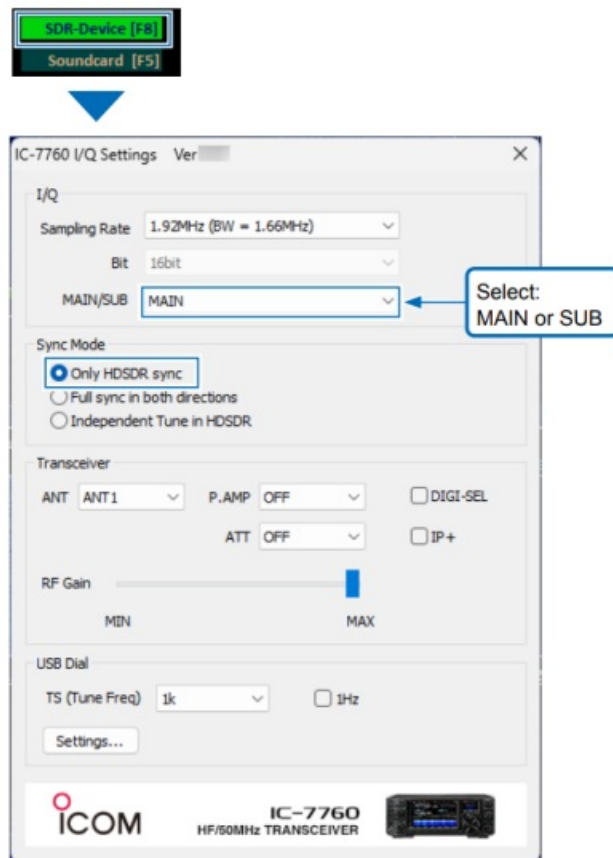 SDR-Device [F8]
Soundcard [F5]
IC-7760 I/Q Settings Ver
I/Q
Sampling Rate 1.92MHz (BW = 1.66MHz)
Bit 16bit
MAIN/SUB MAIN
Select:
MAIN or SUB
Sync Mode
Only HDSDR sync
Full sync in both directions
Independent Tune in HDSDR
Transceiver
ANT ANT1 P.AMP OFF DIGI-SEL
ATT OFF IP+
RF Gain
MIN MAX
USB Dial
TS (Tune Freq) 1k 1Hz
Settings...
ICOM
IC-7760
HF/50MHz TRANSCEIVER